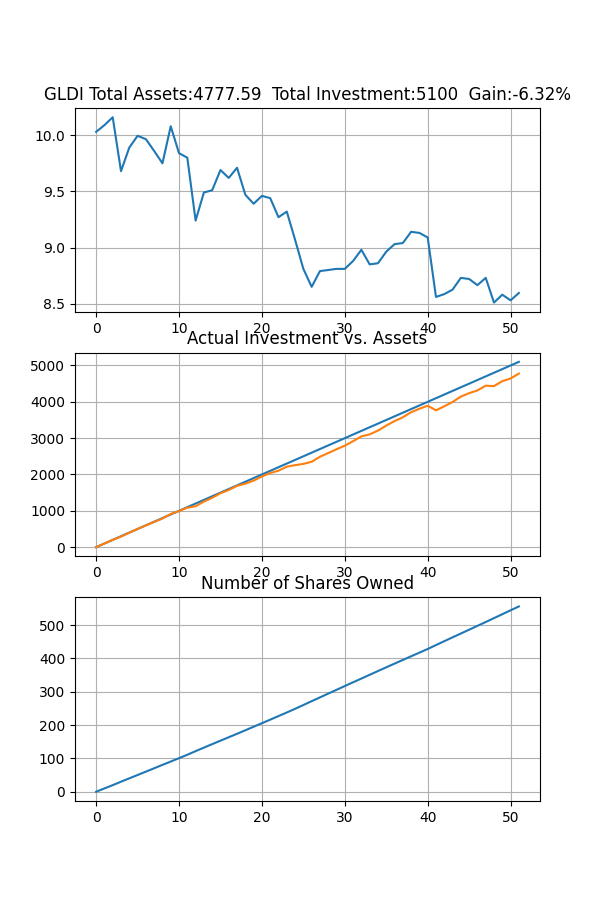 GLDI Total Assets:4777.59  Total Investment:5100  Gain:-6.32%
10.0
9.5
9.0
8.5
0 10 20 30 40 50
Actual Investment vs. Assets
5000
4000
3000
2000
1000
0
0 10 20 30 40 50
Number of Shares Owned
500
400
300
200
100
0
0 10 20 30 40 50